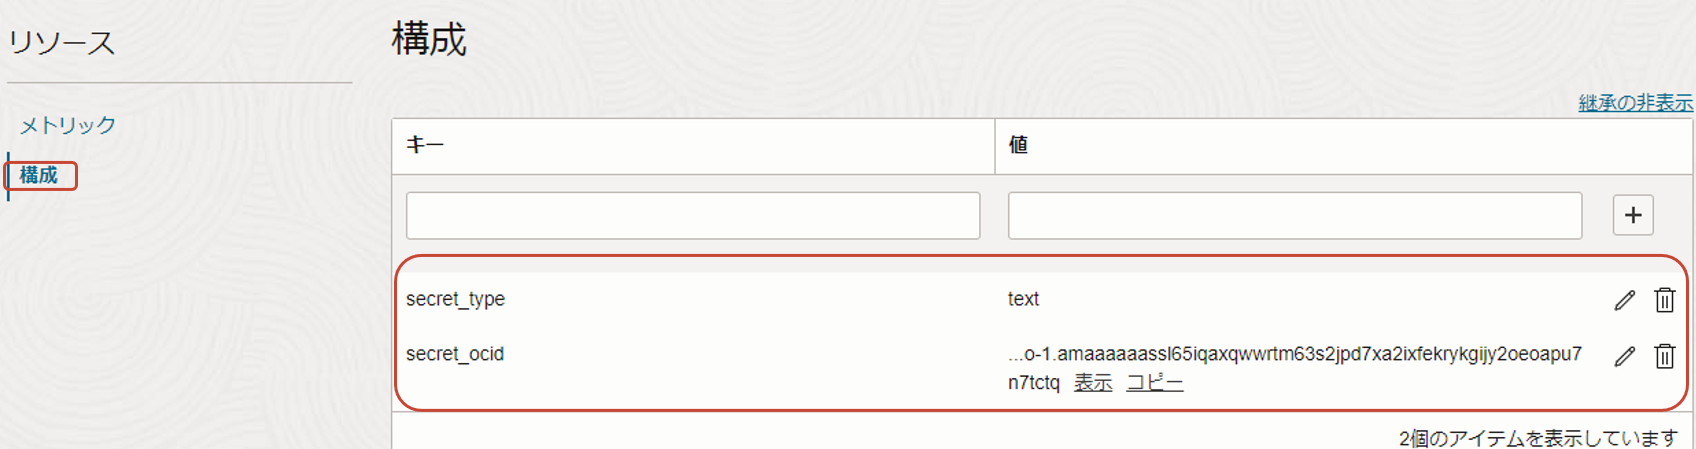 リソース
メトリック
構成
構成
継承の非表示
キー 値
secret_type text
secret_ocid ...o-1.amaaaaaassl65iqaxqwwrtm63s2jpd7xa2ixfekrykgijy2oeoapu7
n7tctq 表示 コピー
2個のアイテムを表示しています